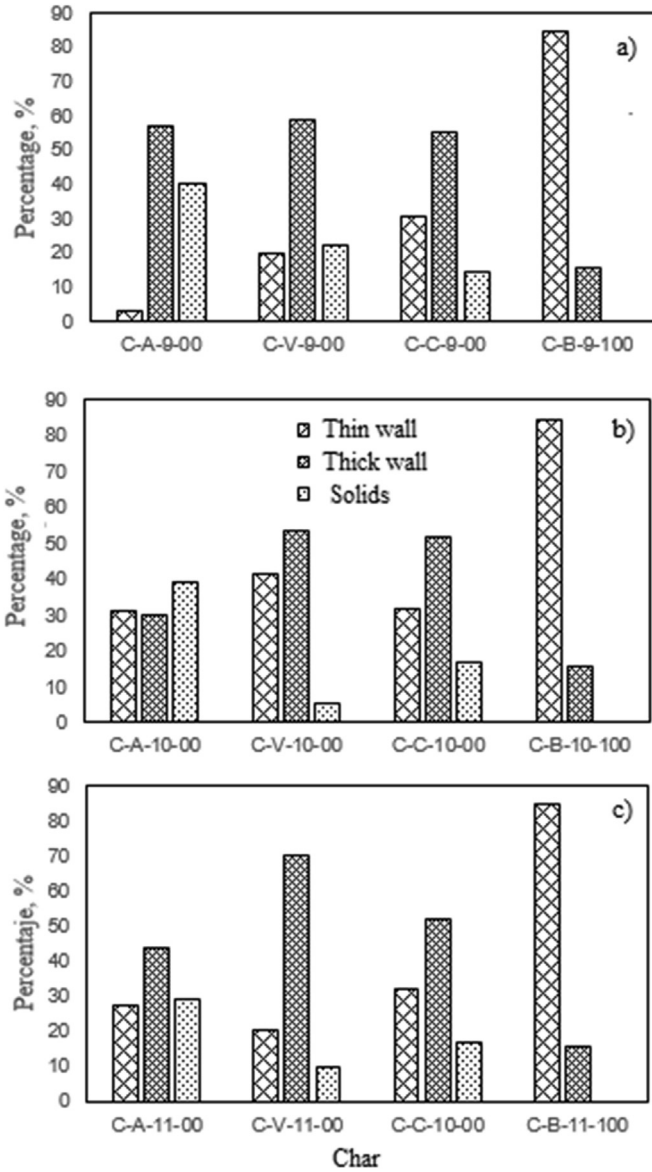 90
80
70
60
50
40
30
20
10
0
Percentage, %
a)
C-A-9-00 C-V-9-00 C-C-9-00 C-B-9-100
90
80
70
60
50
40
30
20
10
0
Percentage, %
b)
Thin wall
Thick wall
Solids
C-A-10-00 C-V-10-00 C-C-10-00 C-B-10-100
90
80
70
60
50
40
30
20
10
0
Percentaje, %
c)
C-A-11-00 C-V-11-00 C-C-10-00 C-B-11-100
Char